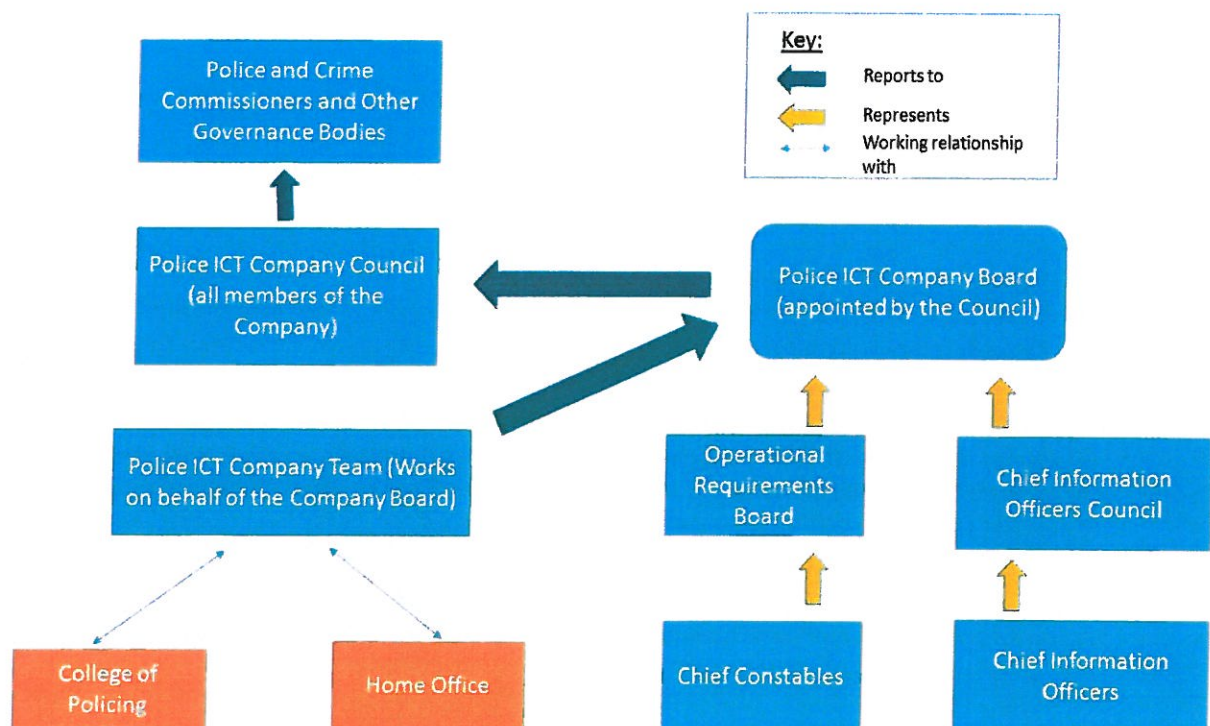 Police and Crime
Commissioners and Other
Governance Bodies
Key:
Reports to
Represents
Working relationship
with
Police ICT Company Council
(all members of the
Company)
Police ICT Company Board
(appointed by the Council)
Police ICT Company Team (Works
on behalf of the Company Board)
Operational
Requirements
Board
Chief Information
Officers Council
College of
Policing
Home Office
Chief Constables
Chief Information
Officers